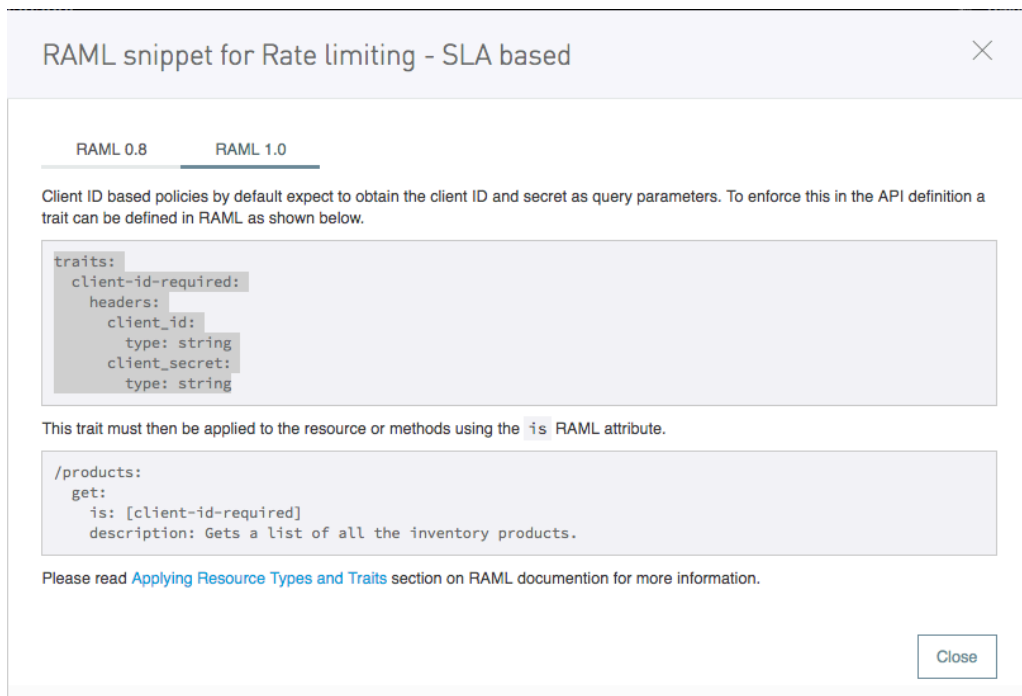 RAML snippet for Rate limiting - SLA based
RAML 0.8 RAML 1.0
Client ID based policies by default expect to obtain the client ID and secret as query parameters. To enforce this in the API definition a
trait can be defined in RAML as shown below.
traits:
  client-id-required:
    headers:
      client_id:
        type: string
      client_secret:
        type: string
This trait must then be applied to the resource or methods using the is RAML attribute.
/products:
  get:
    is: [client-id-required]
    description: Gets a list of all the inventory products.
Please read Applying Resource Types and Traits section on RAML documention for more information.
Close